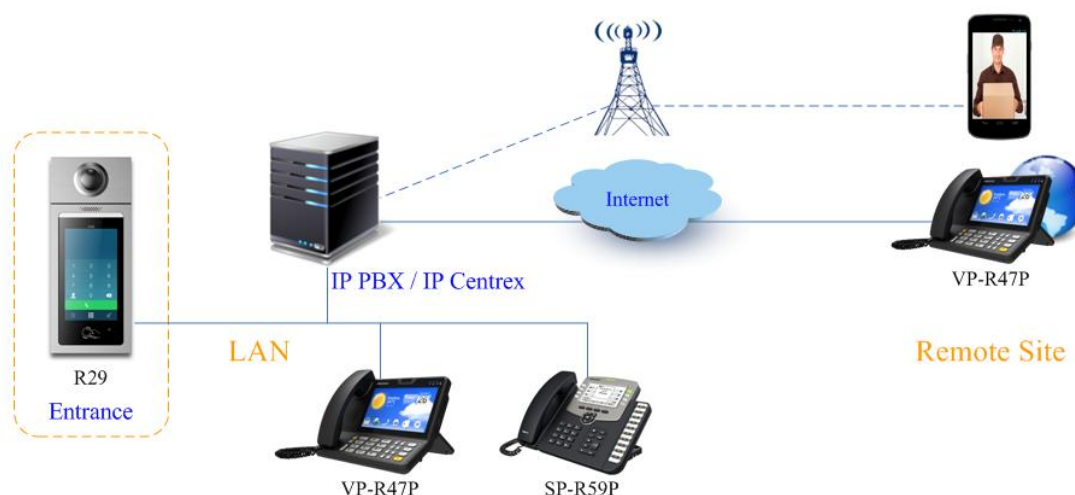 Internet
IP PBX / IP Centrex
VP-R47P
LAN
Remote Site
R29
Entrance
VP-R47P
SP-R59P